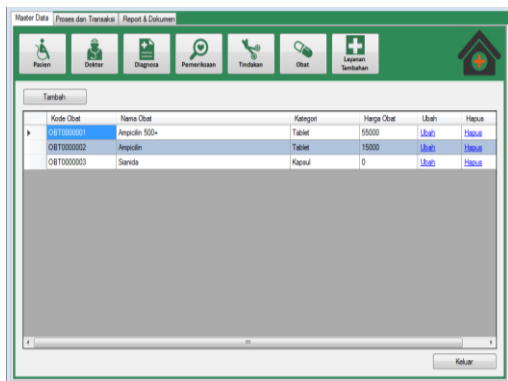 Master Data Proses dan Transaksi Report & Dokumen
Pasien Dokter Diagnosa Pemeriksaan Tindakan Obat Layanan
Tambahan
Tambah
Kode Obat Nama Obat Kategori Harga Obat Ubah Hapus
OBT0000001 Ampicilin 500+ Tablet 55000 Ubah Hapus
OBT0000002 Ampicilin Tablet 15000 Ubah Hapus
OBT0000003 Sianida Kapsul 0 Ubah Hapus
Keluar